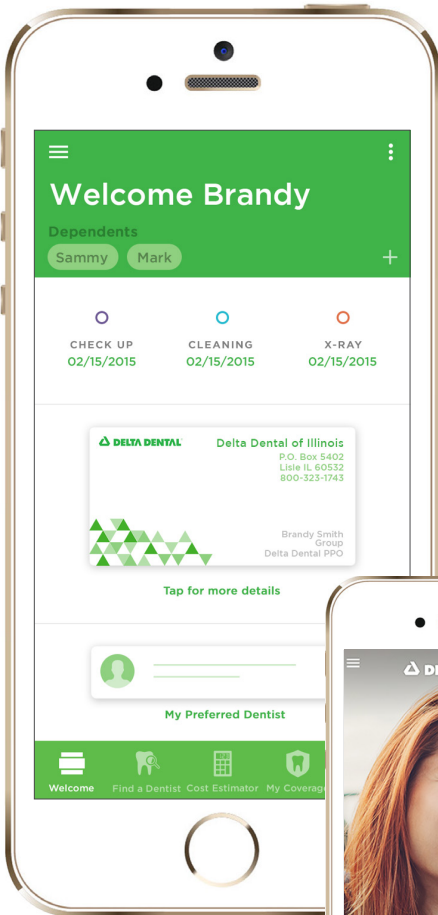 Welcome Brandy
Dependents
Sammy Mark
CHECK UP CLEANING X-RAY
02/15/2015 02/15/2015 02/15/2015
DELTA DENTAL
Delta Dental of Illinois
P.O. Box 5402
Lisle IL 60532
800-323-1743
Brandy Smith
Group
Delta Dental PPO
Tap for more details
My Preferred Dentist
Welcome Find a Dentist Cost Estimator My